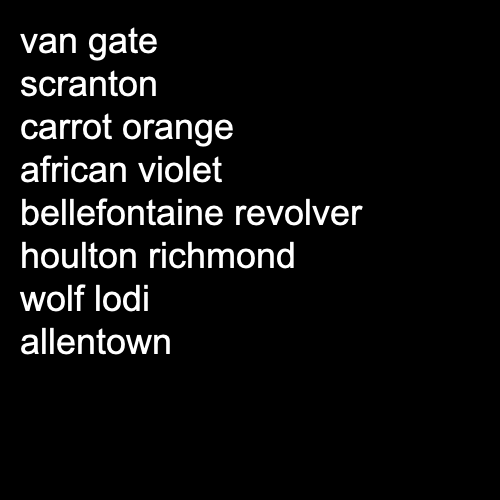 van gate
scranton
carrot orange
african violet
bellefontaine revolver
houlton richmond
wolf lodi
allentown